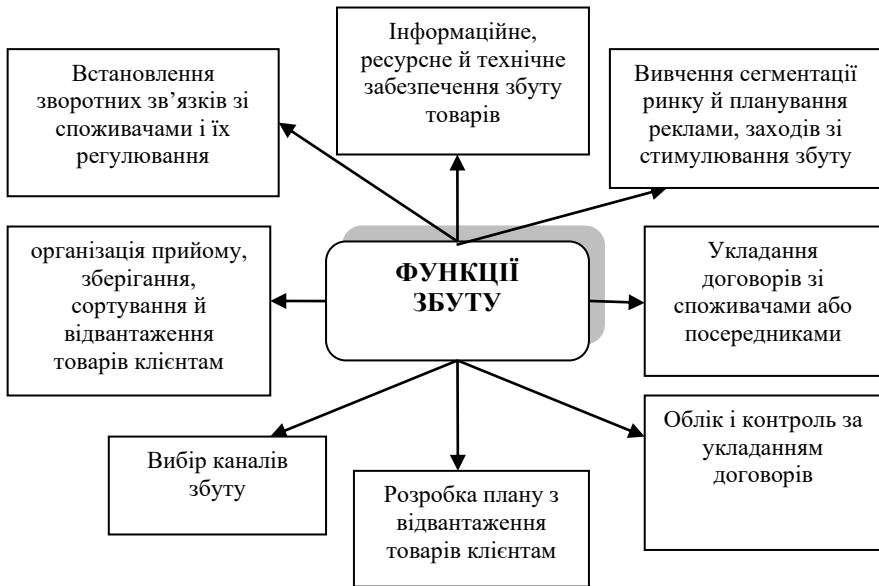 Встановлення
зворотних зв’язків зі
споживачами і їх
регулювання
Інформаційне,
ресурсне й технічне
забезпечення збуту
товарів
Вивчення сегментації
ринку й планування
реклами, заходів зі
стимулювання збуту
організація прийому,
зберігання,
сортування й
відвантаження
товарів клієнтам
ФУНКЦІЇ
ЗБУТУ
Укладання
договорів зі
споживачами або
посередниками
Вибір каналів
збуту
Розробка плану з
відвантаження
товарів клієнтам
Облік і контроль за
укладанням
договорів